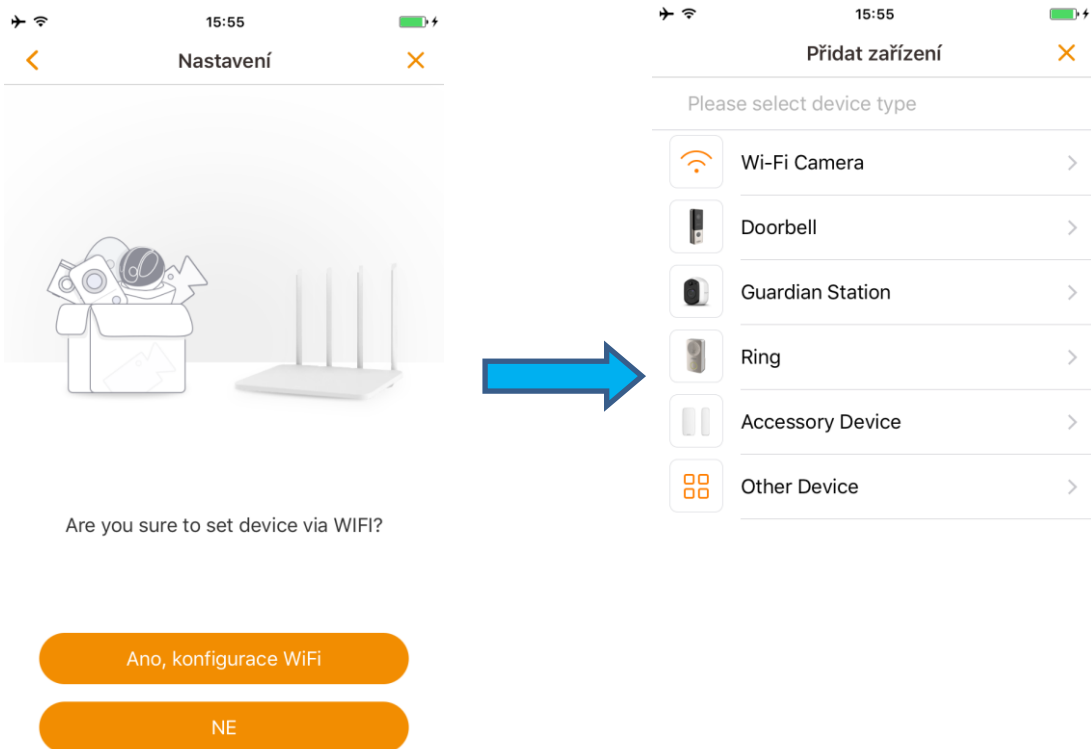 15:55
Nastavení
Are you sure to set device via WIFI?
Ano, konfigurace WiFi
NE
15:55
Přidat zařízení
Please select device type
Wi-Fi Camera
Doorbell
Guardian Station
Ring
Accessory Device
Other Device